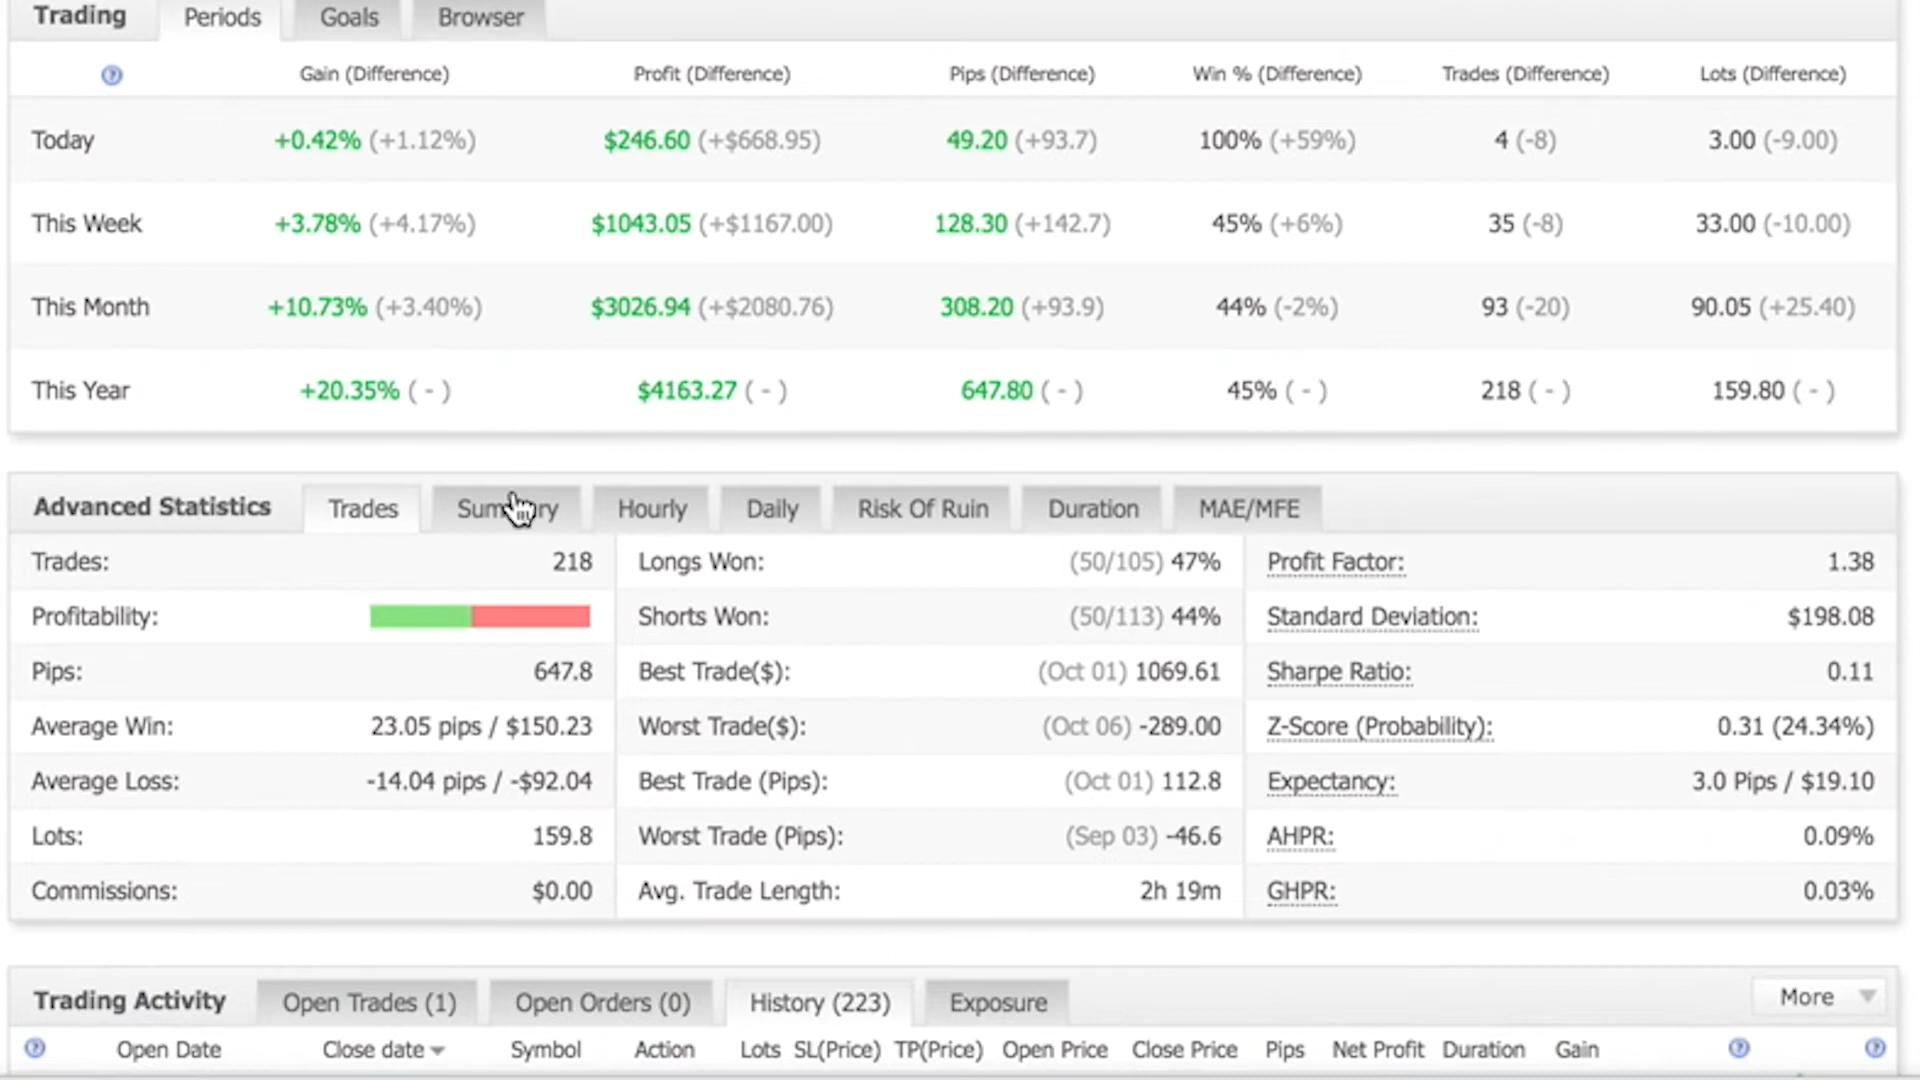 Trading Periods Goals Browser
Gain (Difference) Profit (Difference) Pips (Difference) Win % (Difference) Trades (Difference) Lots (Difference)
Today +0.42% (+1.12%) $246.60 (+$668.95) 49.20 (+93.7) 100% (+59%) 4 (-8) 3.00 (-9.00)
This Week +3.78% (+4.17%) $1043.05 (+$1167.00) 128.30 (+142.7) 45% (+6%) 35 (-8) 33.00 (-10.00)
This Month +10.73% (+3.40%) $3026.94 (+$2080.76) 308.20 (+93.9) 44% (-2%) 93 (-20) 90.05 (+25.40)
This Year +20.35% ( - ) $4163.27 ( - ) 647.80 ( - ) 45% ( - ) 218 ( - ) 159.80 ( - )
Advanced Statistics Trades Summary Hourly Daily Risk Of Ruin Duration MAE/MFE
Trades: 218 Longs Won: (50/105) 47% Profit Factor: 1.38
Profitability: Shorts Won: (50/113) 44% Standard Deviation: $198.08
Pips: 647.8 Best Trade($): (Oct 01) 1069.61 Sharpe Ratio: 0.11
Average Win: 23.05 pips / $150.23 Worst Trade($): (Oct 06) -289.00 Z-Score (Probability): 0.31 (24.34%)
Average Loss: -14.04 pips / -$92.04 Best Trade (Pips): (Oct 01) 112.8 Expectancy: 3.0 Pips / $19.10
Lots: 159.8 Worst Trade (Pips): (Sep 03) -46.6 AHPR: 0.09%
Commissions: $0.00 Avg. Trade Length: 2h 19m GHPR: 0.03%
Trading Activity Open Trades (1) Open Orders (0) History (223) Exposure More
Open Date Close date Symbol Action Lots SL(Price) TP(Price) Open Price Close Price Pips Net Profit Duration Gain